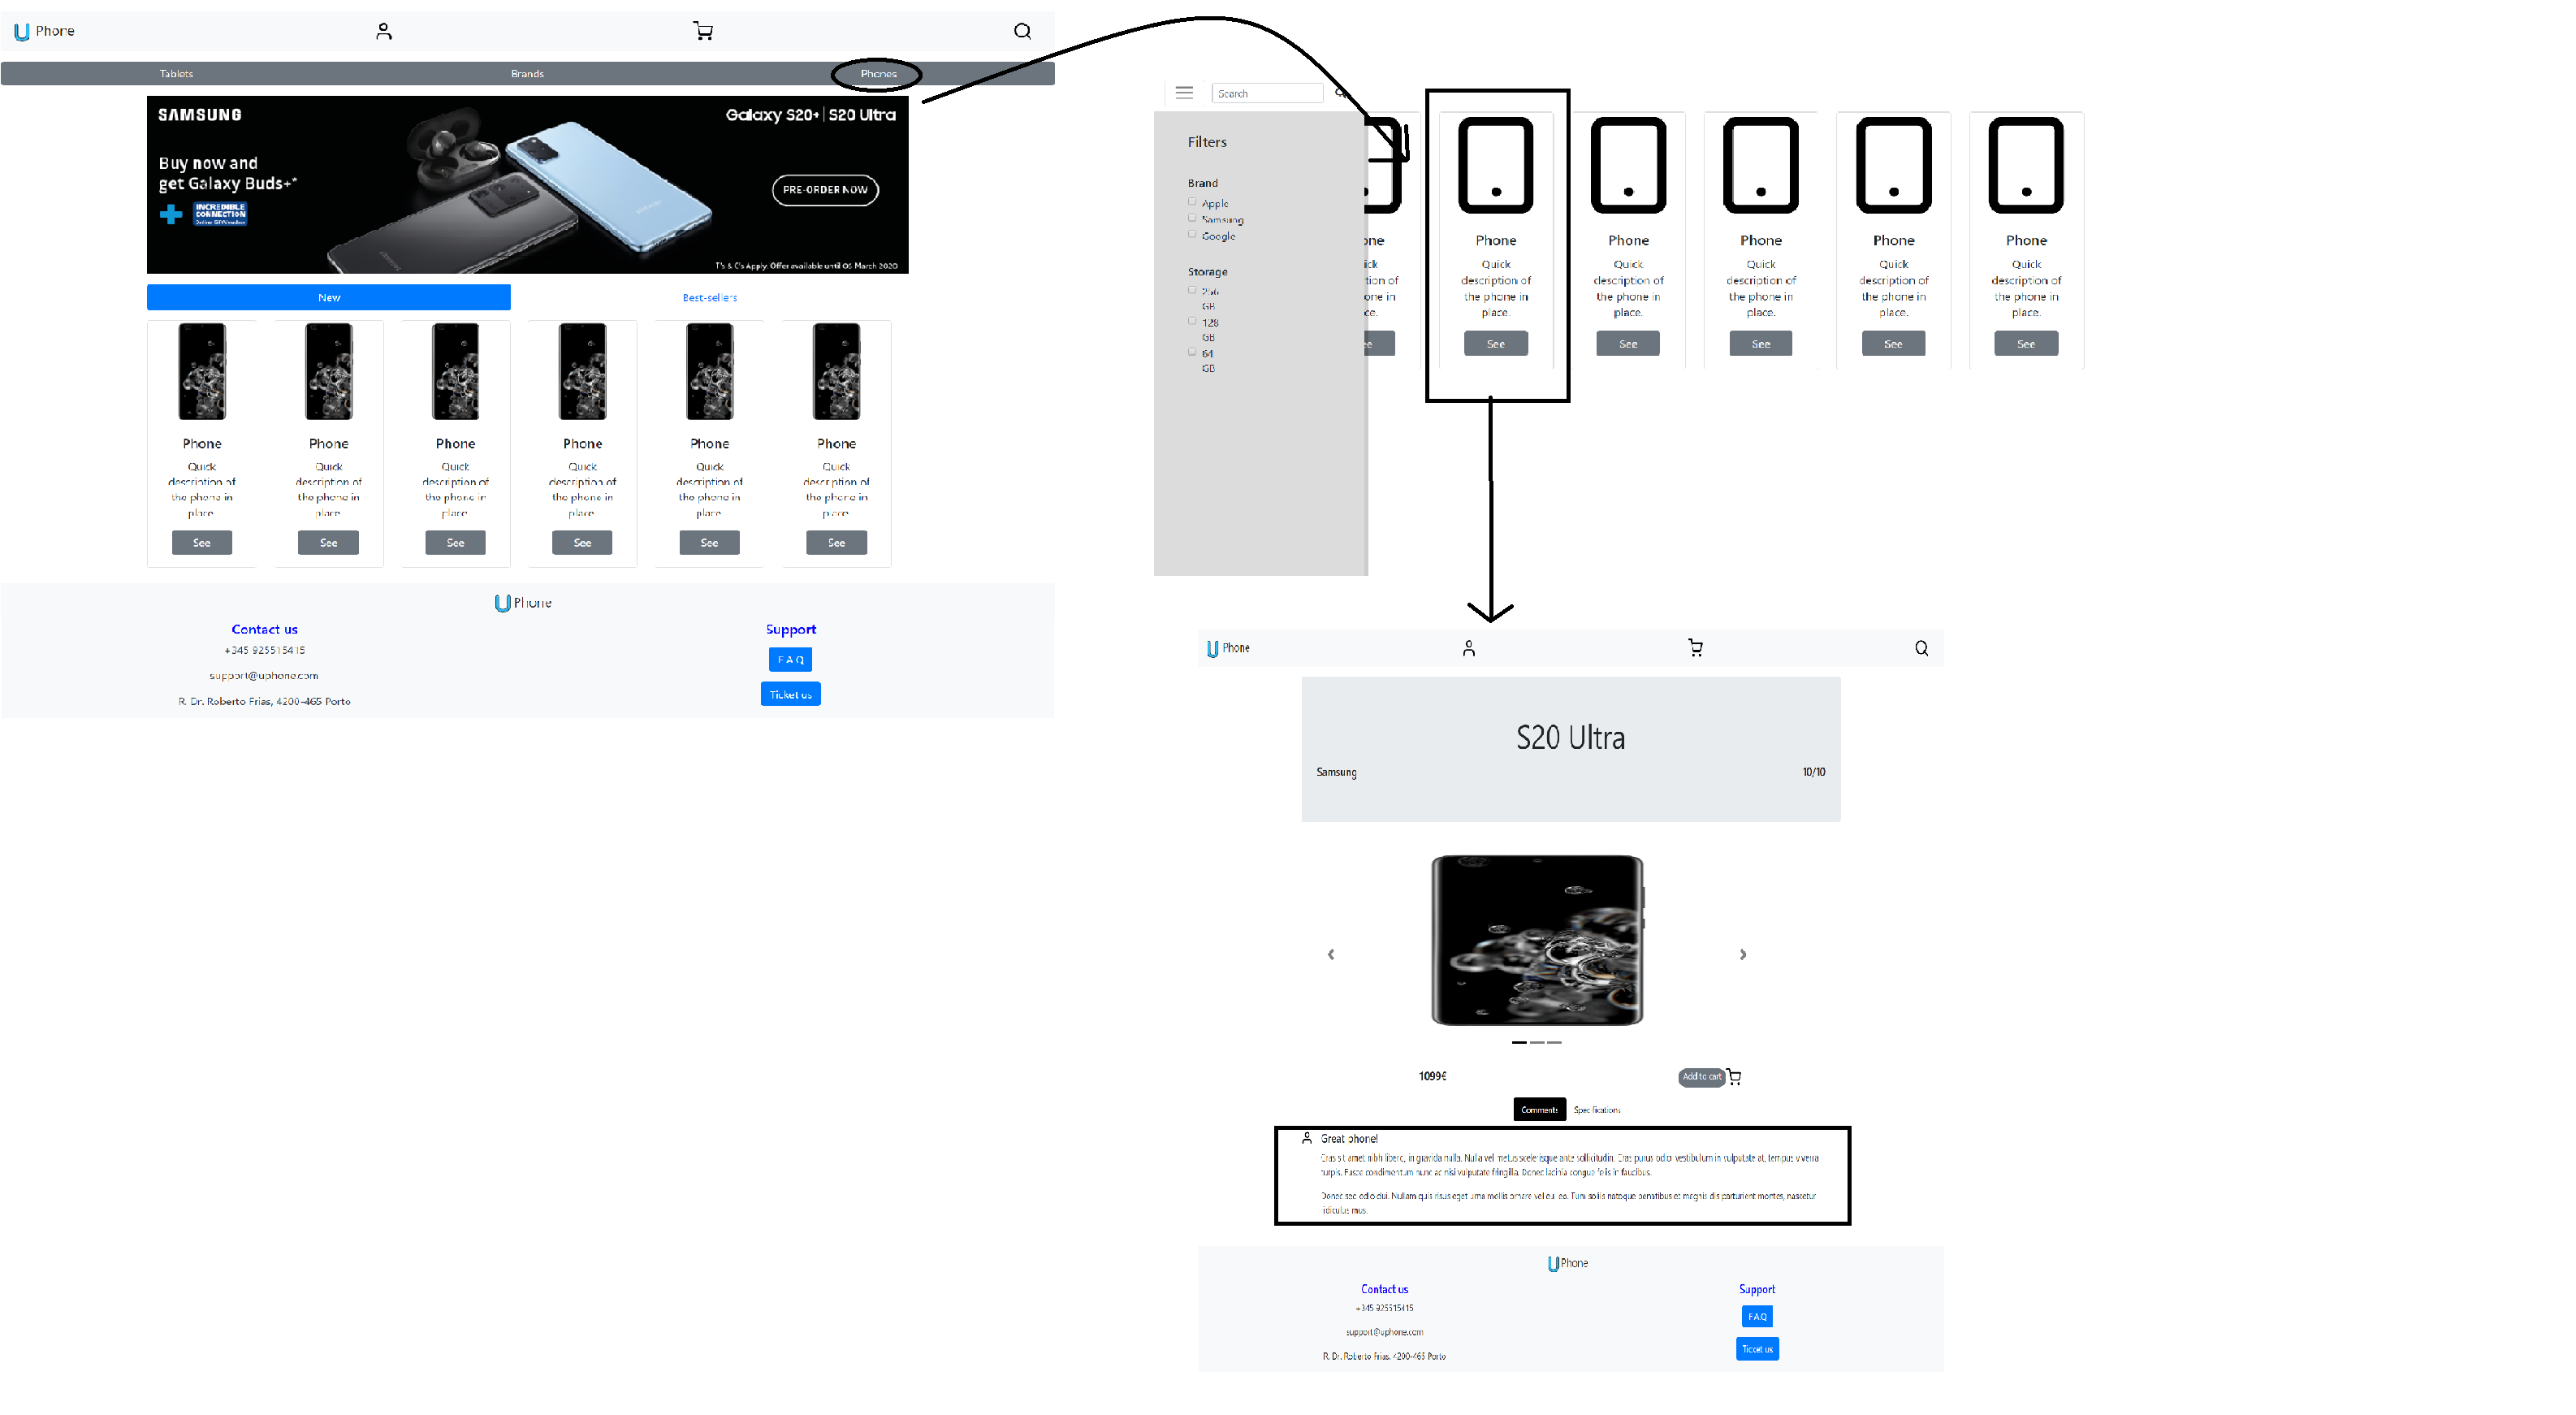 U Phone
Tablets Brands Phones
SAMSUNG
Galaxy S20+ | S20 Ultra
Buy now and
get Galaxy Buds+*
PRE-ORDER NOW
INCREDIBLE
CONNECTION
T's & C's Apply. Offer available until 05 March 2020
New Best-sellers
Phone Phone Phone Phone Phone Phone
Quick Quick Quick Quick Quick Quick
description of description of description of description of description of description of
the phone in the phone in the phone in the phone in the phone in the phone in
place place place place place place
See See See See See See
U Phone
Contact us
+345 925515415
support@uphone.com
R. Dr. Roberto Frias, 4200-465 Porto
Support
F A Q
Ticket us
Search
Filters
Brand
Apple
Samsung
Google
Storage
256
GB
128
GB
64
GB
one Phone Phone Phone Phone Phone
ick Quick Quick Quick Quick Quick
tion of description of description of description of description of description of
one in the phone in the phone in the phone in the phone in the phone in
ce. place. place. place. place. place.
ee See See See See See
U Phone
S20 Ultra
Samsung 10/10
1099€
Add to cart
Comments Specifications
Great phone!
Cras sit amet nibh libero, in gravida nulla. Nulla vel metus scelerisque ante sollicitudin. Cras purus odio, vestibulum in vulputate at, tempus viverra
turpis. Fusce condimentum nunc ac nisi vulputate fringilla. Donec lacinia congue felis in faucibus.
Donec sed odio dui. Nullam quis risus eget urna mollis ornare vel eu leo. Cum sociis natoque penatibus et magnis dis parturient montes, nascetur
ridiculus mus.
U Phone
Contact us
+345 925515415
support@uphone.com
R. Dr. Roberto Frias, 4200-465 Porto
Support
F A Q
Ticket us